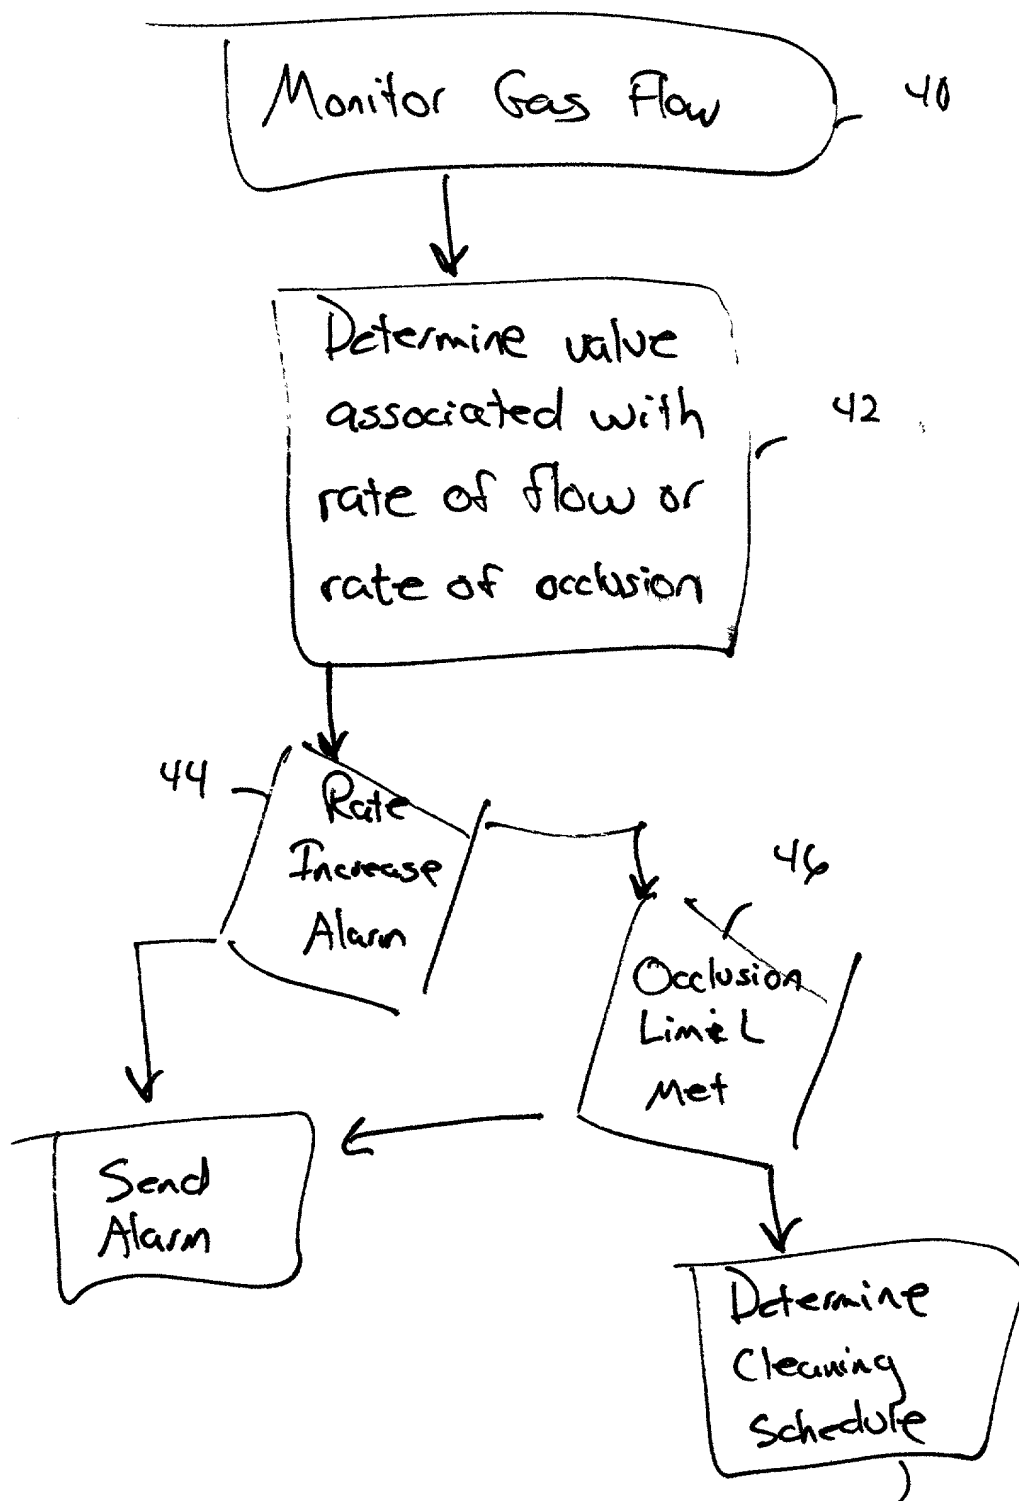 Monitor Gas Flow
40
Determine value
associated with
rate of flow or
rate of occlusion
42
44
Rate
Increase
Alarm
46
Occlusion
Limit
Met
Send
Alarm
Determine
Cleaning
Schedule